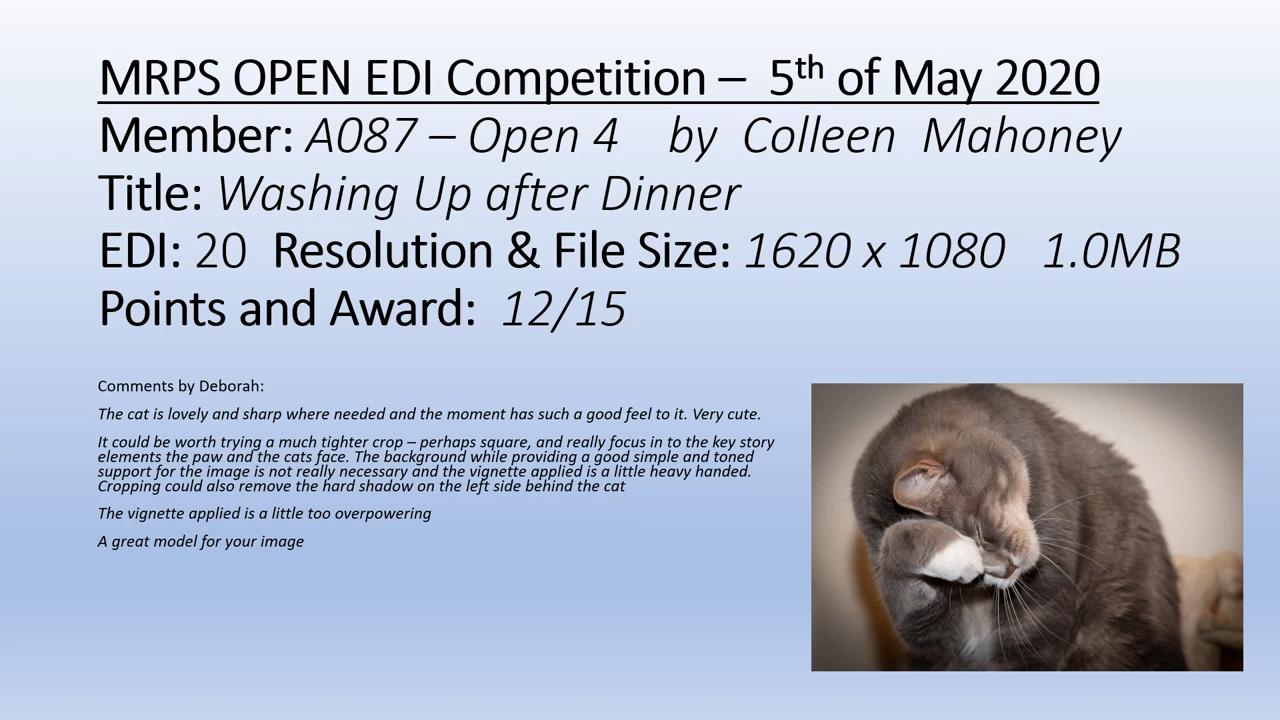 MRPS OPEN EDI Competition – 5th of May 2020
Member: A087 – Open 4 by Colleen Mahoney
Title: Washing Up after Dinner
EDI: 20 Resolution & File Size: 1620 x 1080 1.0MB
Points and Award: 12/15
Comments by Deborah:
The cat is lovely and sharp where needed and the moment has such a good feel to it. Very cute.
It could be worth trying a much tighter crop – perhaps square, and really focus in to the key story
elements the paw and the cats face. The background while providing a good simple and toned
support for the image is not really necessary and the vignette applied is a little heavy handed.
Cropping could also remove the hard shadow on the left side behind the cat
The vignette applied is a little too overpowering
A great model for your image